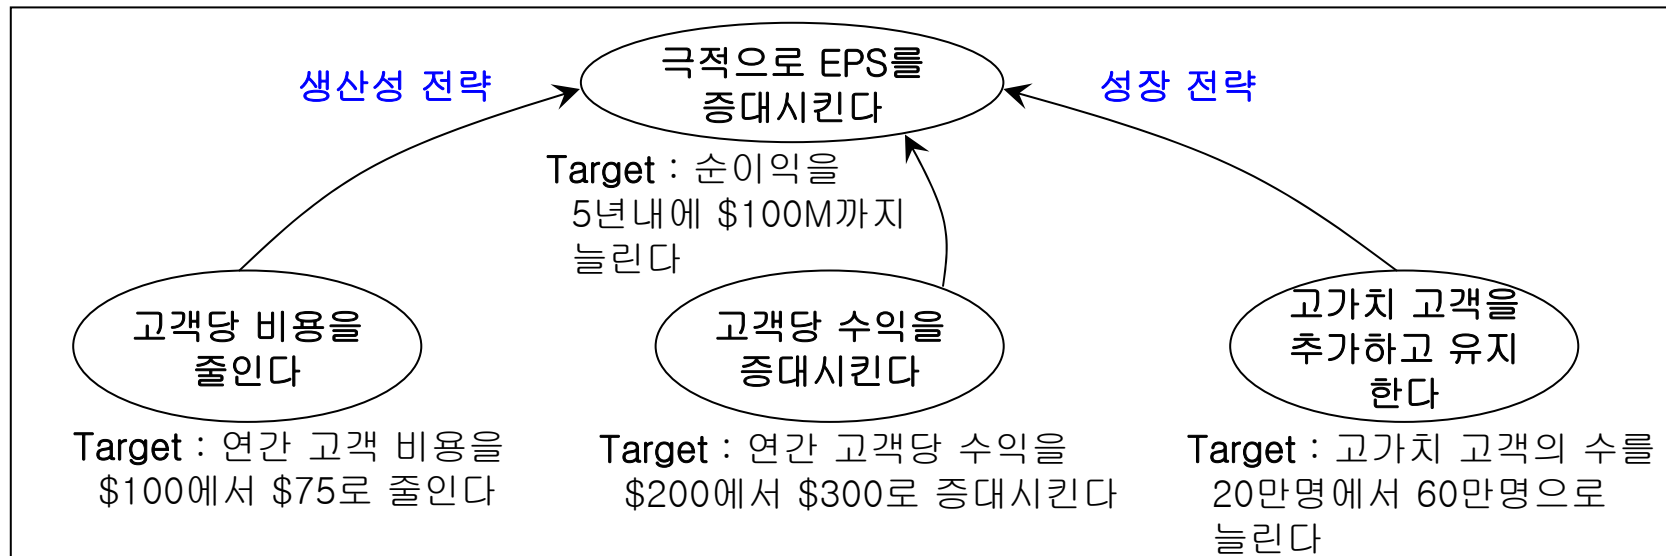 극적으로 EPS를
증대시킨다
생산성 전략
성장 전략
Target : 순이익을
5년내에 $100M까지
늘린다
고객당 비용을
줄인다
Target : 연간 고객 비용을
$100에서 $75로 줄인다
고객당 수익을
증대시킨다
Target : 연간 고객당 수익을
$200에서 $300로 증대시킨다
고가치 고객을
추가하고 유지
한다
Target : 고가치 고객의 수를
20만명에서 60만명으로
늘린다